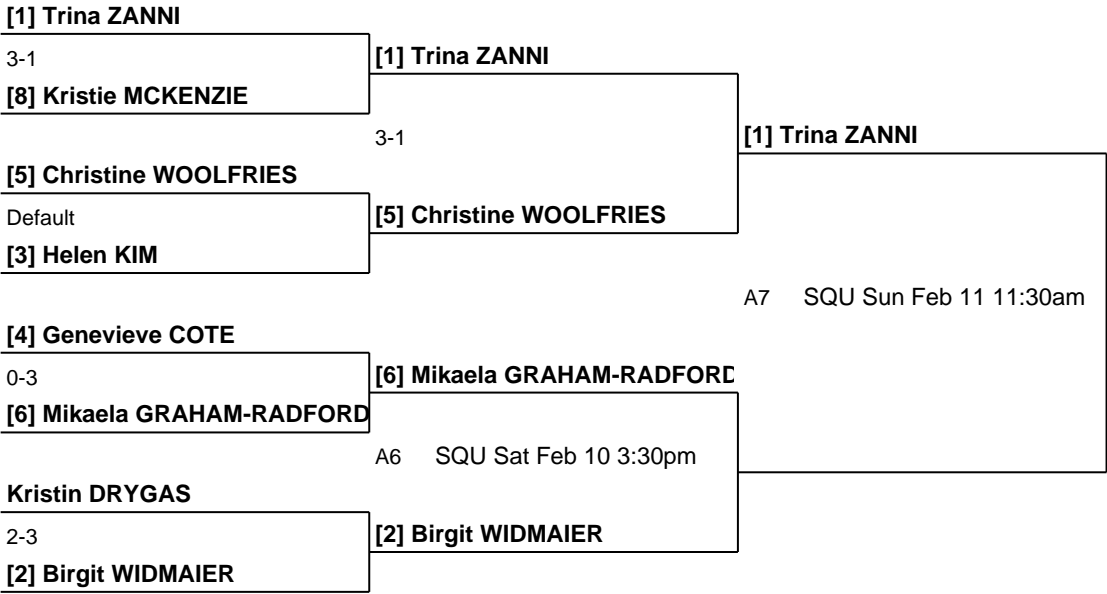 [1] Trina ZANNI
3-1
[8] Kristie MCKENZIE
[1] Trina ZANNI
3-1
[5] Christine WOOLFRIES
Default
[3] Helen KIM
[5] Christine WOOLFRIES
[1] Trina ZANNI
A7 SQU Sun Feb 11 11:30am
[4] Genevieve COTE
0-3
[6] Mikaela GRAHAM-RADFORD
[6] Mikaela GRAHAM-RADFORD
A6 SQU Sat Feb 10 3:30pm
Kristin DRYGAS
2-3
[2] Birgit WIDMAIER
[2] Birgit WIDMAIER